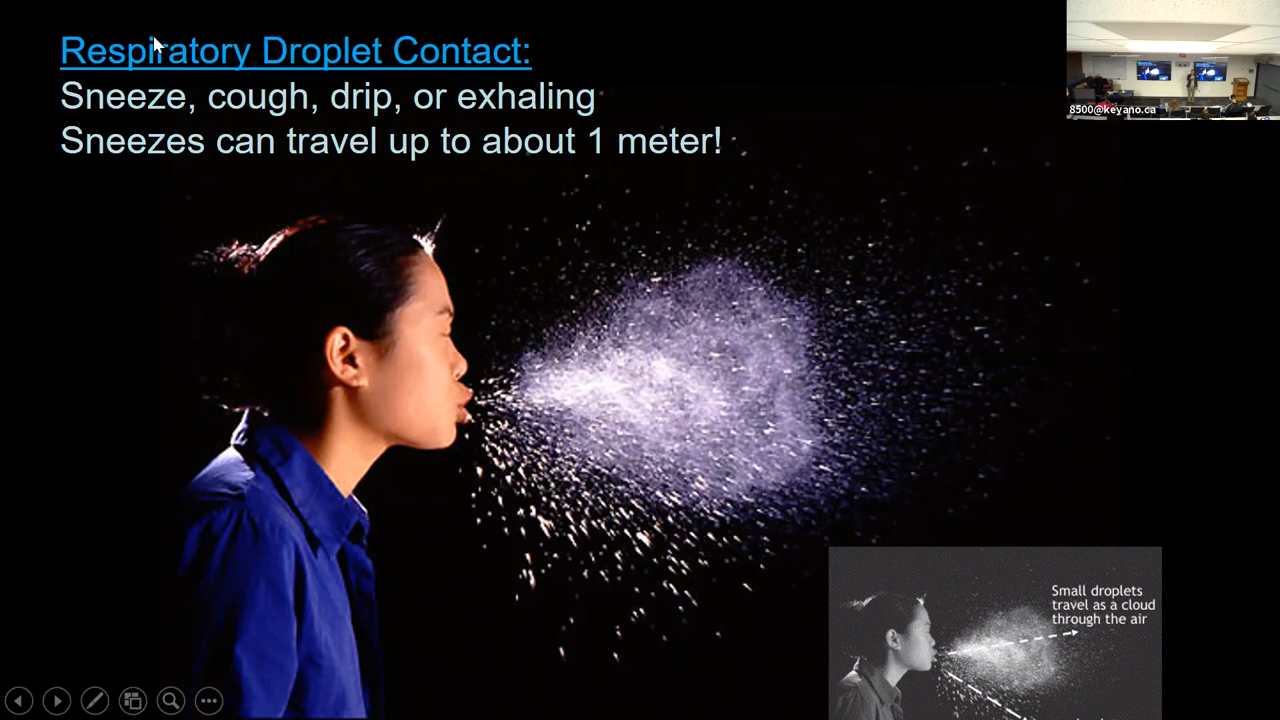 Respiratory Droplet Contact:
Sneeze, cough, drip, or exhaling
Sneezes can travel up to about 1 meter!
8500@keyano.ca
Small droplets
travel as a cloud
through the air